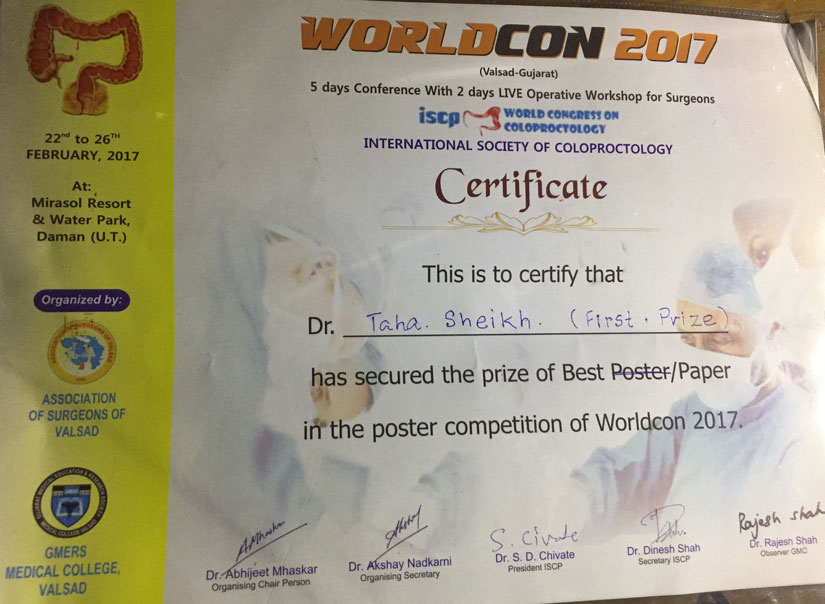 WORLDCON 2017
(Valsad-Gujarat)
5 days Conference With 2 days LIVE Operative Workshop for Surgeons
iscp WORLD CONGRESS ON
COLOPROCTOLOGY
INTERNATIONAL SOCIETY OF COLOPROCTOLOGY
Certificate
This is to certify that
Dr. Taha. Sheikh. (First. Prize)
has secured the prize of Best Poster/Paper
in the poster competition of Worldcon 2017.
22nd to 26TH
FEBRUARY, 2017
At:
Mirasol Resort
& Water Park,
Daman (U.T.)
Organized by:
ASSOCIATION
OF SURGEONS OF
VALSAD
GMERS
MEDICAL COLLEGE,
VALSAD
AMhaskar
Dr. Abhijeet Mhaskar
Organising Chair Person
Akshay
Dr. Akshay Nadkarni
Organising Secretary
S. Civate
Dr. S. D. Chivate
President ISCP
Dr. Dinesh Shah
Secretary ISCP
Rajesh shah
Dr. Rajesh Shah
Observer GMC